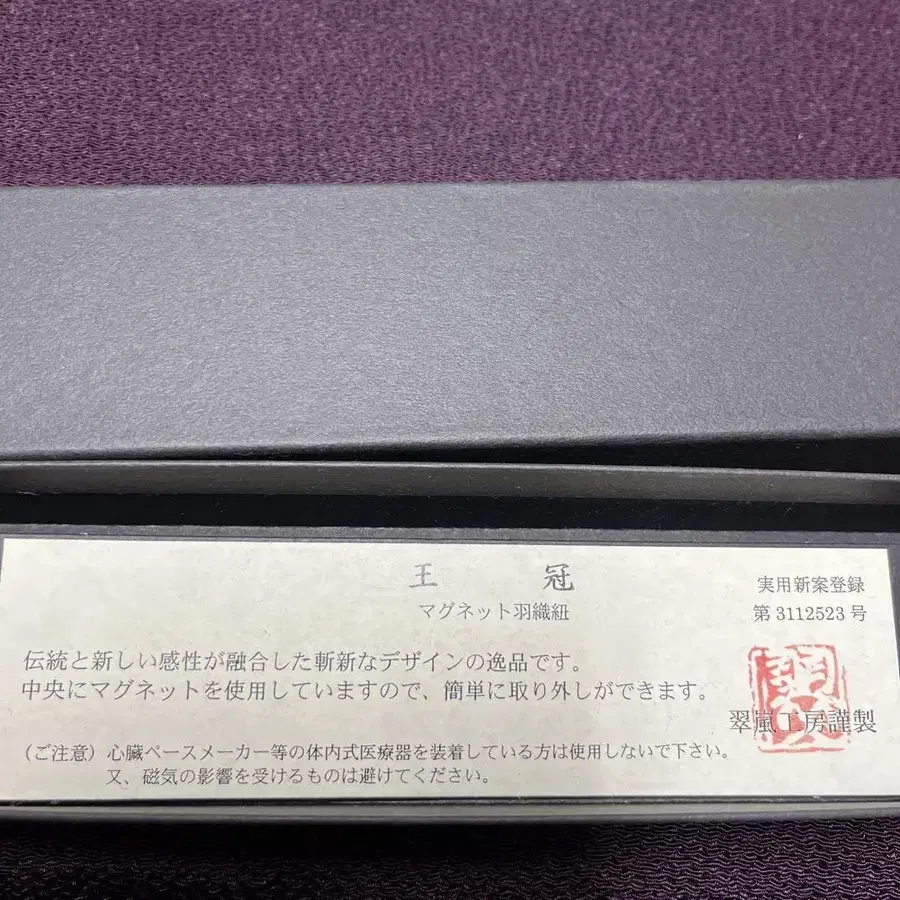 王冠
実用新案登録
マグネット羽織紐
第3112523号
伝統と新しい感性が融合した斬新なデザインの逸品です。
中央にマグネットを使用していますので、簡単に取り外しができます。
翠嵐工房謹製
（ご注意）心臓ペースメーカー等の体内式医療器を装着している方は使用しないで下さい。
又、磁気の影響を受けるものは避けてください。